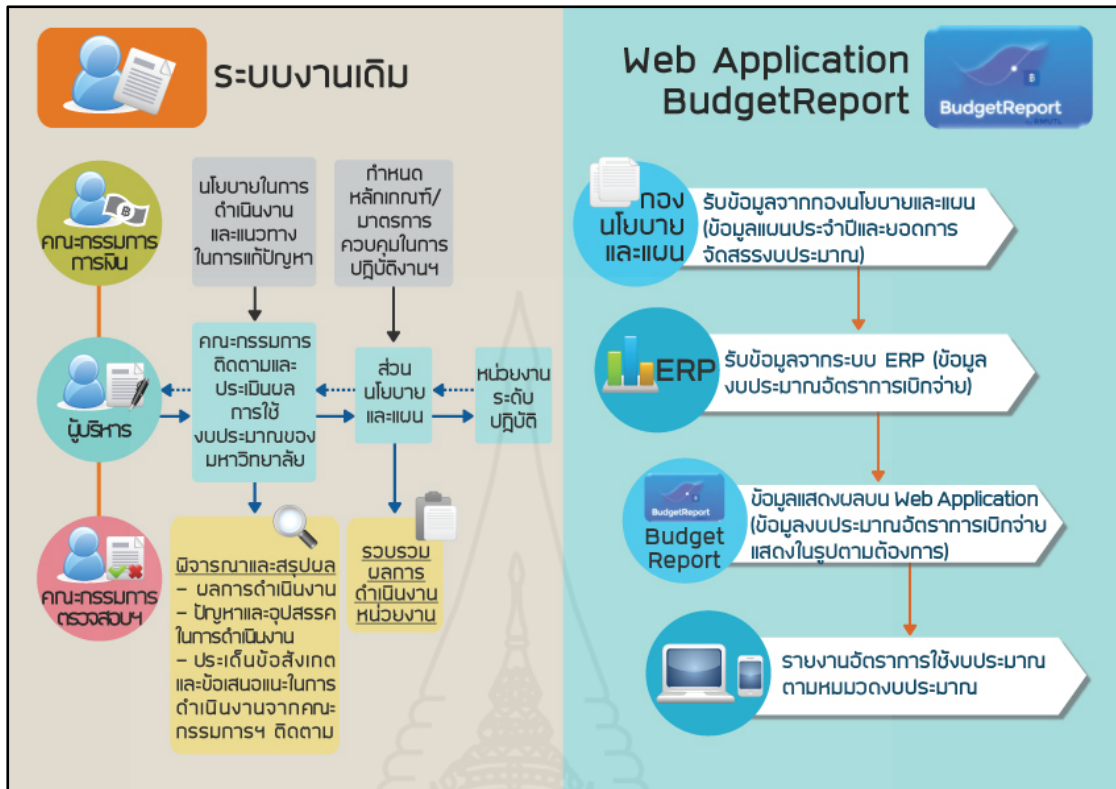 ระบบงานเดิม
คณะกรรมการ
การเงิน
ผู้บริหาร
คณะกรรมการ
ตรวจสอบฯ
นโยบายในการ
ดำเนินงาน
และแนวทาง
ในการแก้ปัญหา
กำหนด
หลักเกณฑ์/
มาตรการ
ควบคุมในการ
ปฏิบัติงานฯ
คณะกรรมการ
ติดตามและ
ประเมินผล
การใช้
งบประมาณของ
มหาวิทยาลัย
ส่วน
นโยบาย
และแผน
หน่วยงาน
ระดับ
ปฏิบัติ
พิจารณาและสรุปผล
– ผลการดำเนินงาน
– ปัญหาและอุปสรรค
ในการดำเนินงาน
– ประเด็นข้อสังเกต
และข้อเสนอแนะในการ
ดำเนินงานจากคณะ
กรรมการฯ ติดตาม
รวบรวม
ผลการ
ดำเนินงาน
หน่วยงาน
Web Application
BudgetReport
BudgetReport
by RMUTL
กอง
นโยบาย
และแผน
รับข้อมูลจากกองนโยบายและแผน
(ข้อมูลแผนประจำปีและยอดการ
จัดสรรงบประมาณ)
ERP
รับข้อมูลจากระบบ ERP (ข้อมูล
งบประมาณอัตราการเบิกจ่าย)
BudgetReport
Budget
Report
ข้อมูลแสดงผลบน Web Application
(ข้อมูลงบประมาณอัตราการเบิกจ่าย
แสดงในรูปตามต้องการ)
รายงานอัตราการใช้งบประมาณ
ตามหมมวดงบประมาณ